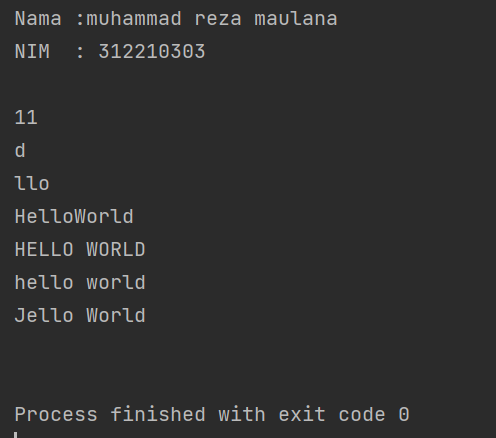 Nama :muhammad reza maulana
NIM  : 312210303
11
d
llo
HelloWorld
HELLO WORLD
hello world
Jello World
Process finished with exit code 0